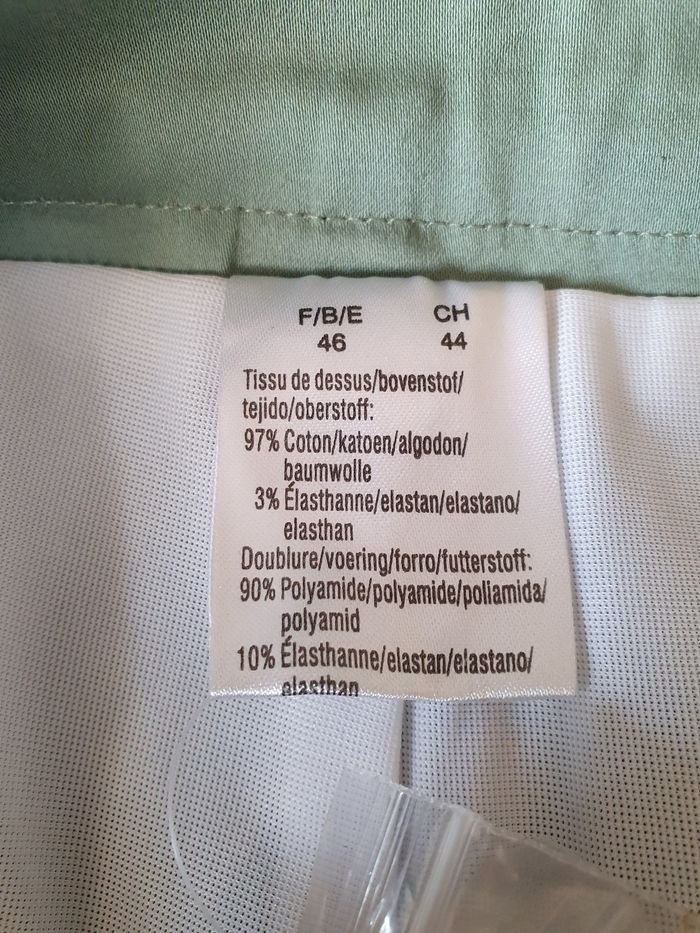 F/B/E CH
46 44
Tissu de dessus/bovenstof/
tejido/oberstoff:
97% Coton/katoen/algodon/
baumwolle
3% Élasthanne/elastan/elastano/
elasthan
Doublure/voering/forro/futterstoff:
90% Polyamide/polyamide/poliamida/
polyamid
10% Élasthanne/elastan/elastano/
elasthan